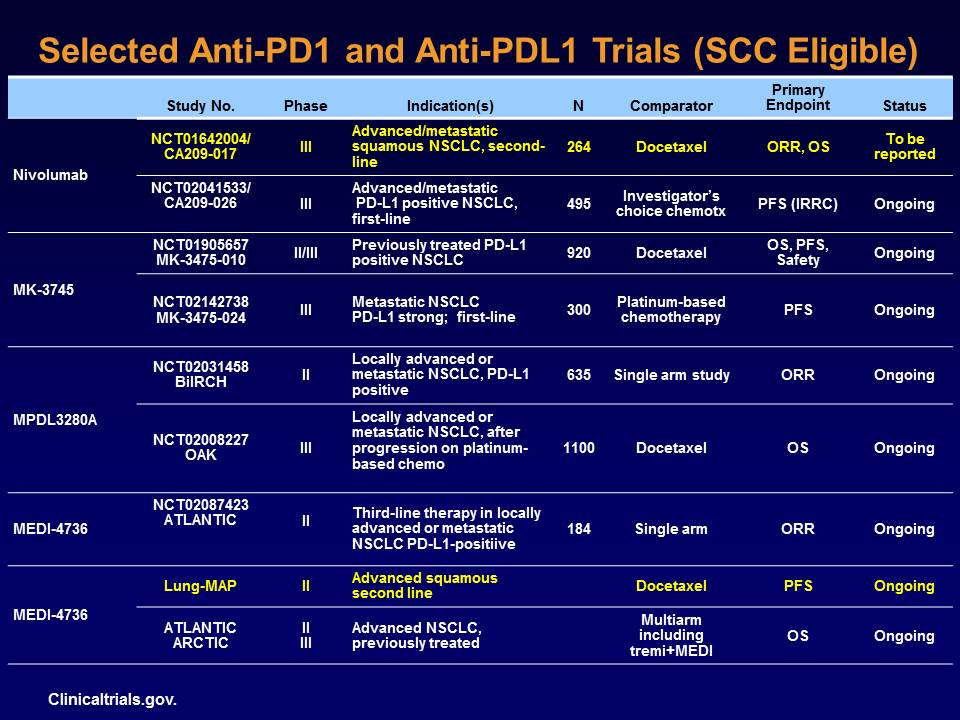 Selected Anti-PD1 and Anti-PDL1 Trials (SCC Eligible)
Study No. Phase Indication(s) N Comparator Primary Endpoint Status
Nivolumab
NCT01642004/
CA209-017
III
Advanced/metastatic
squamous NSCLC, second-
line
264
Docetaxel
ORR, OS
To be
reported
NCT02041533/
CA209-026
III
Advanced/metastatic
PD-L1 positive NSCLC,
first-line
495
Investigator's
choice chemotx
PFS (IRRC)
Ongoing
MK-3745
NCT01905657
MK-3475-010
II/III
Previously treated PD-L1
positive NSCLC
920
Docetaxel
OS, PFS,
Safety
Ongoing
NCT02142738
MK-3475-024
III
Metastatic NSCLC
PD-L1 strong; first-line
300
Platinum-based
chemotherapy
PFS
Ongoing
MPDL3280A
NCT02031458
BilRCH
II
Locally advanced or
metastatic NSCLC, PD-L1
positive
635
Single arm study
ORR
Ongoing
NCT02008227
OAK
III
Locally advanced or
metastatic NSCLC, after
progression on platinum-
based chemo
1100
Docetaxel
OS
Ongoing
MEDI-4736
NCT02087423
ATLANTIC
II
Third-line therapy in locally
advanced or metastatic
NSCLC PD-L1-positiive
184
Single arm
ORR
Ongoing
MEDI-4736
Lung-MAP
II
Advanced squamous
second line
Docetaxel
PFS
Ongoing
ATLANTIC
ARCTIC
II
III
Advanced NSCLC,
previously treated
Multiarm
including
tremi+MEDI
OS
Ongoing
Clinicaltrials.gov.